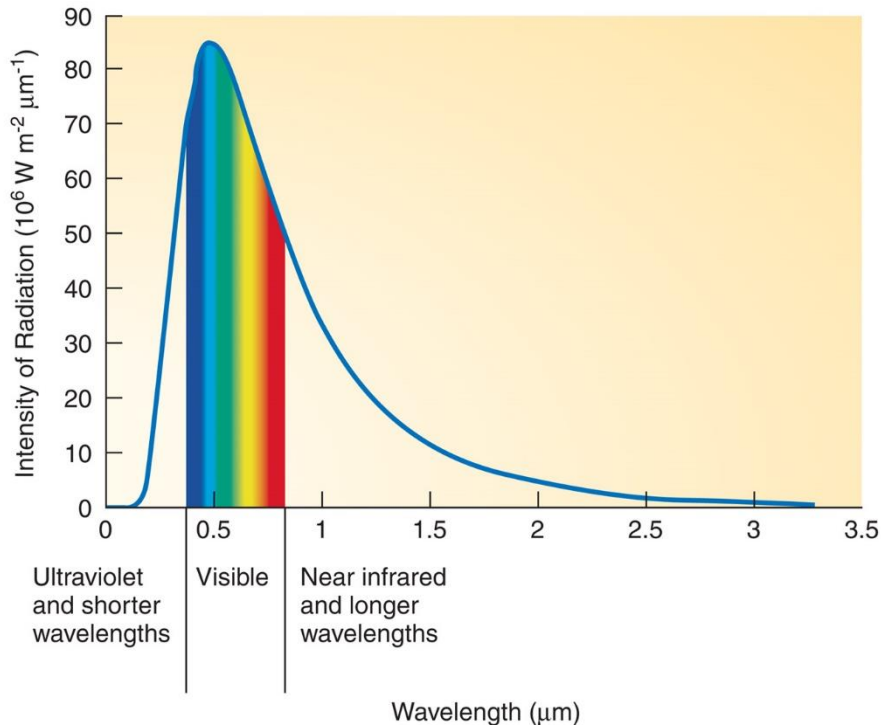 Intensity of Radiation (10⁶ W m⁻² μm⁻¹)
90
80
70
60
50
40
30
20
10
0
0 0.5 1 1.5 2 2.5 3 3.5
Ultraviolet
and shorter
wavelengths
Visible
Near infrared
and longer
wavelengths
Wavelength (μm)